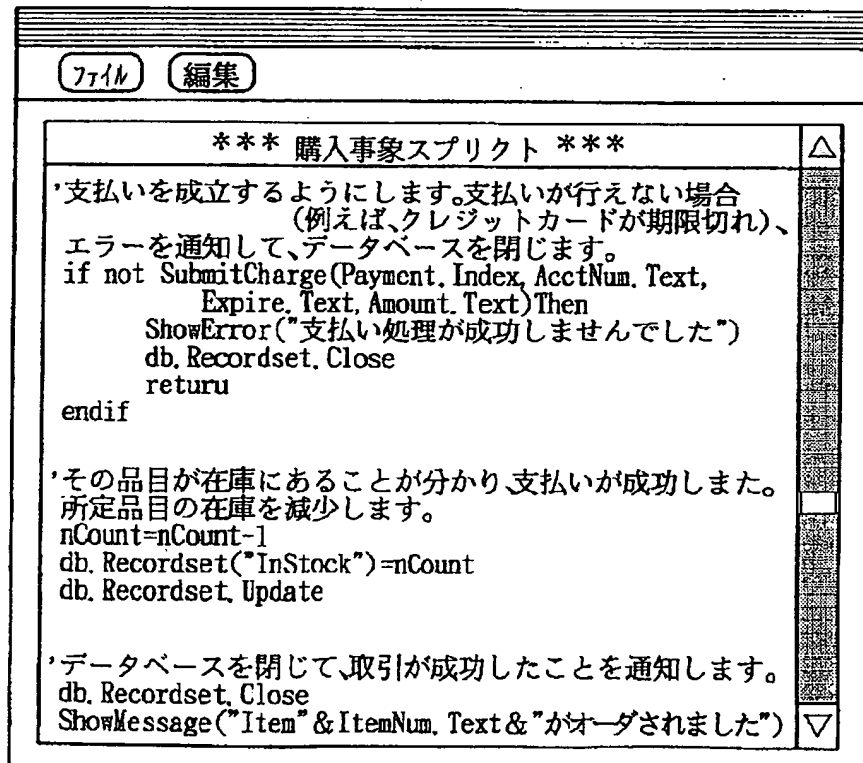 ファイル 編集
*** 購入事象スプリクト ***
'支払いを成立するようにします。支払いが行えない場合
(例えば、クレジットカードが期限切れ)、
エラーを通知して、データベースを閉じます。
if not SubmitCharge(Payment.Index,AcctNum.Text,
Expire.Text,Amount.Text)Then
ShowError("支払い処理が成功しませんでした")
db.Recordset.Close
returu
endif
'その品目が在庫にあることが分かり、支払いが成功しまた。
所定品目の在庫を減少します。
nCount=nCount-1
db.Recordset("InStock")=nCount
db.Recordset.Update
'データベースを閉じて、取引が成功したことを通知します。
db.Recordset.Close
ShowMessage("Item"&ItemNum.Text&"がオーダされました")